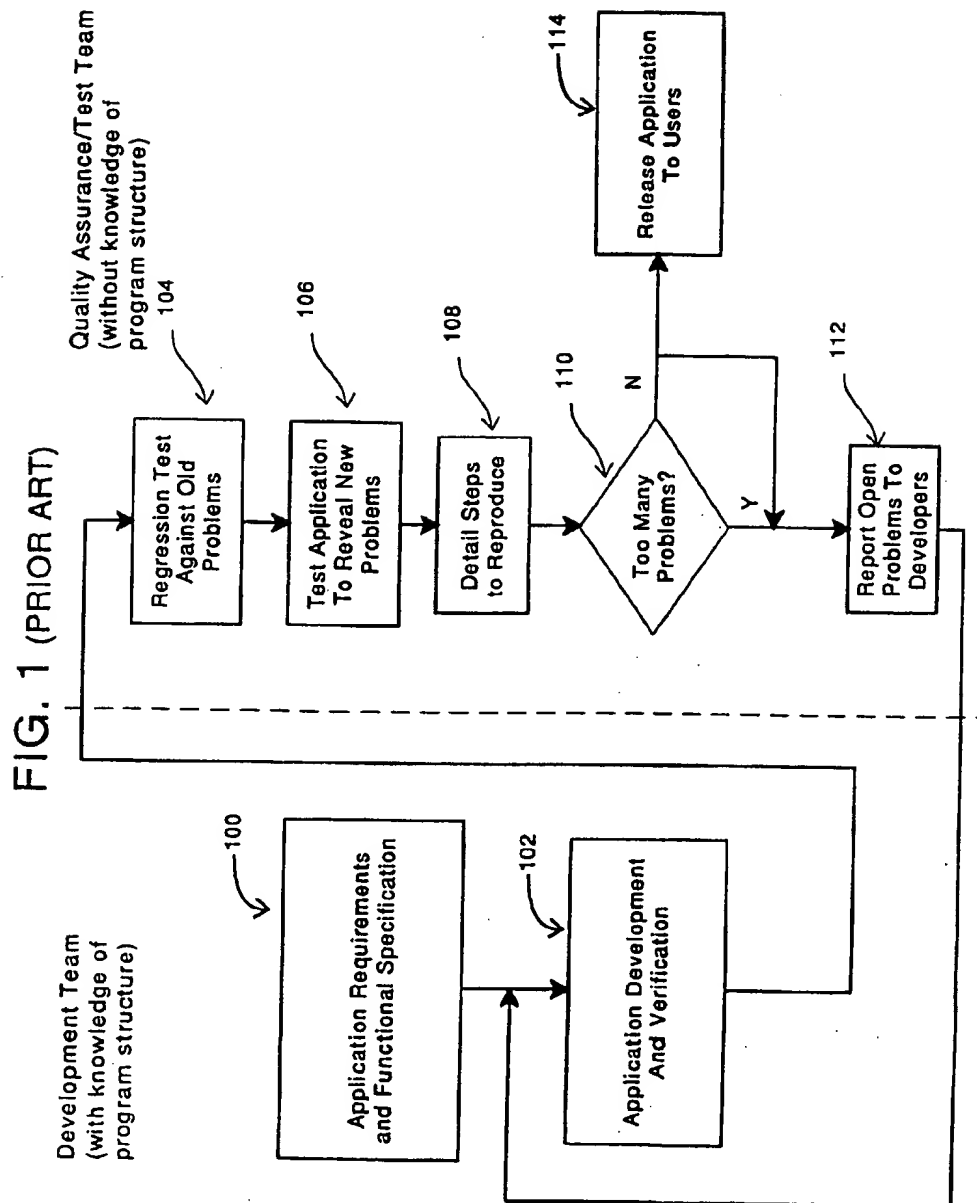 FIG. 1 (PRIOR ART)
Development Team
(with knowledge of
program structure)
100
Application Requirements
and Functional Specification
102
Application Development
And Verification
Quality Assurance/Test Team
(without knowledge of
program structure)
104
Regression Test
Against Old
Problems
106
Test Application
To Reveal New
Problems
108
Detail Steps
to Reproduce
110
Too Many
Problems?
N
Y
112
Report Open
Problems To
Developers
114
Release Application
To Users